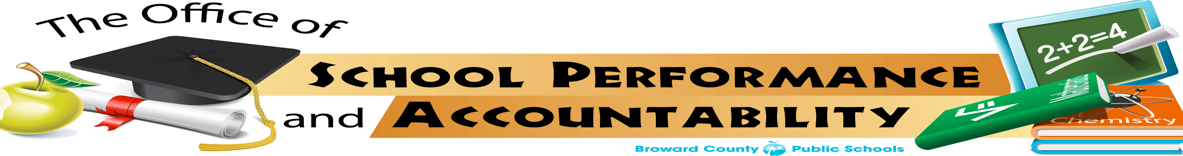 The Office of
SCHOOL PERFORMANCE
and ACCOUNTABILITY
Broward County Public Schools
2+2=4
Chemistry